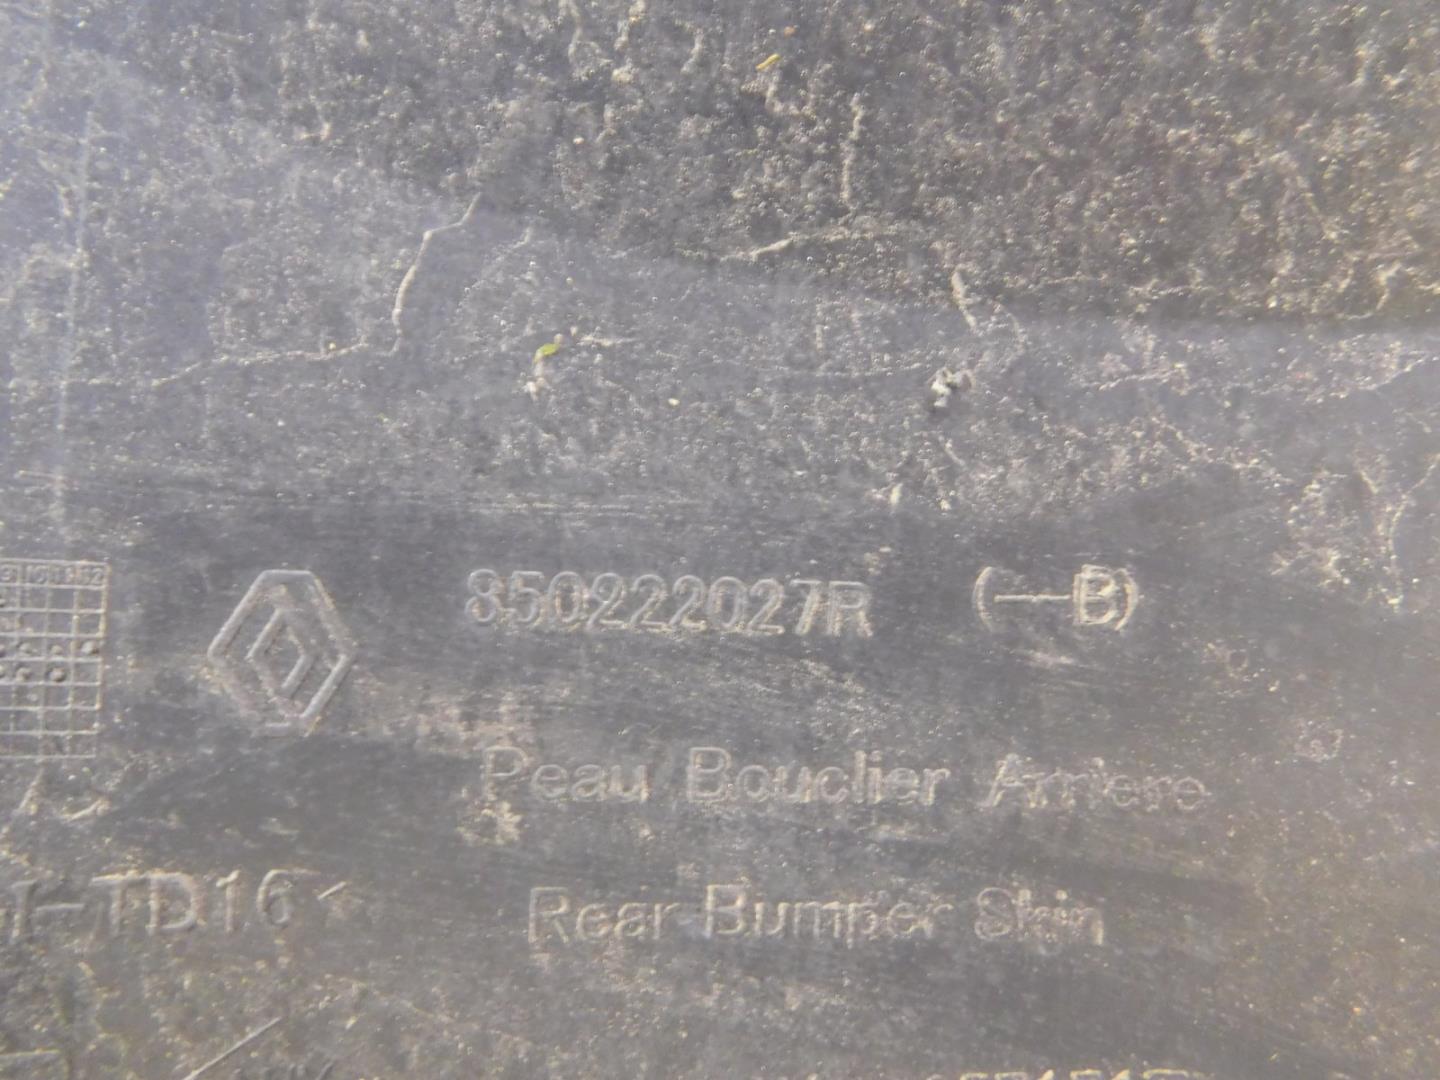 850222027R (--B)
Peau Bouclier Arriere
-TD16<
Rear Bumper Skin